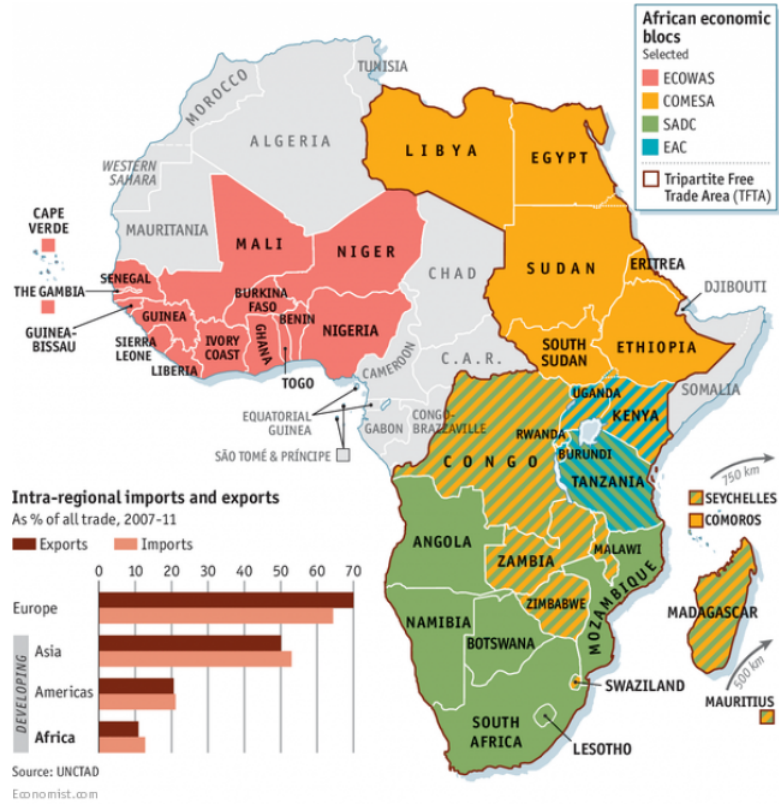 African economic
blocs
Selected
ECOWAS
COMESA
SADC
EAC
Tripartite Free
Trade Area (TFTA)
TUNISIA
MOROCCO
ALGERIA
LIBYA
EGYPT
WESTERN
SAHARA
MAURITANIA
CAPE
VERDE
MALI
NIGER
CHAD
SUDAN
ERITREA
DJIBOUTI
SENEGAL
THE GAMBIA
GUINEA-
BISSAU
GUINEA
BURKINA
FASO
BENIN
NIGERIA
SIERRA
LEONE
IVORY
COAST
GHANA
LIBERIA
TOGO
CAMEROON
C.A.R.
SOUTH
SUDAN
ETHIOPIA
SOMALIA
EQUATORIAL
GUINEA
GABON
CONGO-
BRAZZAVILLE
SÃO TOMÉ & PRÍNCIPE
UGANDA
KENYA
RWANDA
BURUNDI
CONGO
TANZANIA
750 km
SEYCHELLES
COMOROS
ANGOLA
ZAMBIA
MALAWI
MOZAMBIQUE
ZIMBABWE
MADAGASCAR
NAMIBIA
BOTSWANA
500 km
MAURITIUS
SWAZILAND
SOUTH
AFRICA
LESOTHO
Intra-regional imports and exports
As % of all trade, 2007-11
Exports Imports
0 10 20 30 40 50 60 70
Europe
DEVELOPING
Asia
Americas
Africa
Source: UNCTAD
Economist.com